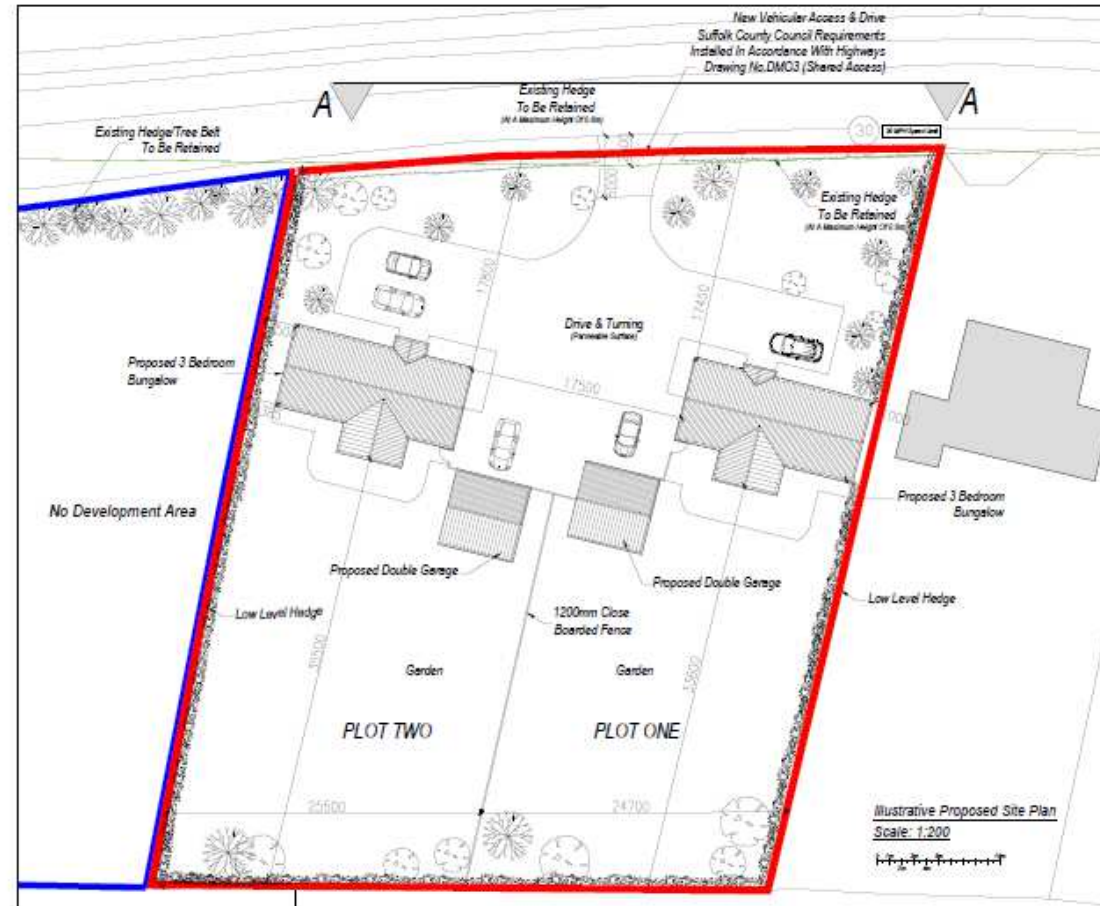 New Vehicular Access & Drive
Suffolk County Council Requirements
Installed In Accordance With Highways
Drawing No.DM03 (Shared Access)
A
A
Existing Hedge
To Be Retained
Existing Hedge/Tree Belt
To Be Retained
30
Existing Hedge
To Be Retained
17800
17450
Drive & Turning
(Permeable Surface)
Proposed 3 Bedroom
Bungalow
17500
No Development Area
Proposed 3 Bedroom
Bungalow
Proposed Double Garage
Proposed Double Garage
Low Level Hedge
1200mm Close
Boarded Fence
Low Level Hedge
Garden
Garden
PLOT TWO
PLOT ONE
25500
24700
Illustrative Proposed Site Plan
Scale: 1:200